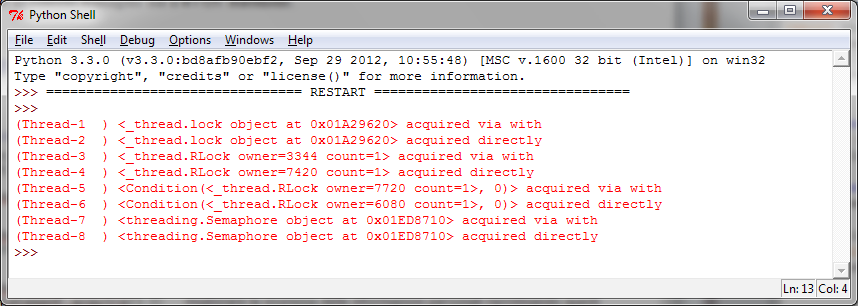 Python Shell
File Edit Shell Debug Options Windows Help
Python 3.3.0 (v3.3.0:bd8afb90ebf2, Sep 29 2012, 10:55:48) [MSC v.1600 32 bit (Intel)] on win32
Type "copyright", "credits" or "license()" for more information.
>>> ================================ RESTART ================================
>>>
(Thread-1  ) <_thread.lock object at 0x01A29620> acquired via with
(Thread-2  ) <_thread.lock object at 0x01A29620> acquired directly
(Thread-3  ) <_thread.RLock owner=3344 count=1> acquired via with
(Thread-4  ) <_thread.RLock owner=7420 count=1> acquired directly
(Thread-5  ) <Condition(<_thread.RLock owner=7720 count=1>, 0)> acquired via with
(Thread-6  ) <Condition(<_thread.RLock owner=6080 count=1>, 0)> acquired directly
(Thread-7  ) <threading.Semaphore object at 0x01ED8710> acquired via with
(Thread-8  ) <threading.Semaphore object at 0x01ED8710> acquired directly
>>>
Ln: 13 Col: 4